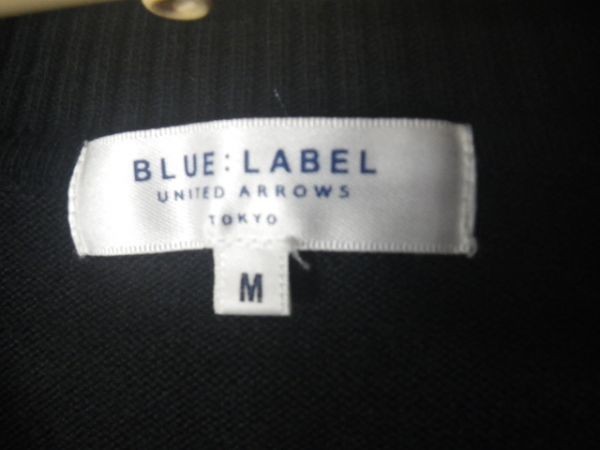 BLUE:LABEL
UNITED ARROWS
TOKYO
M